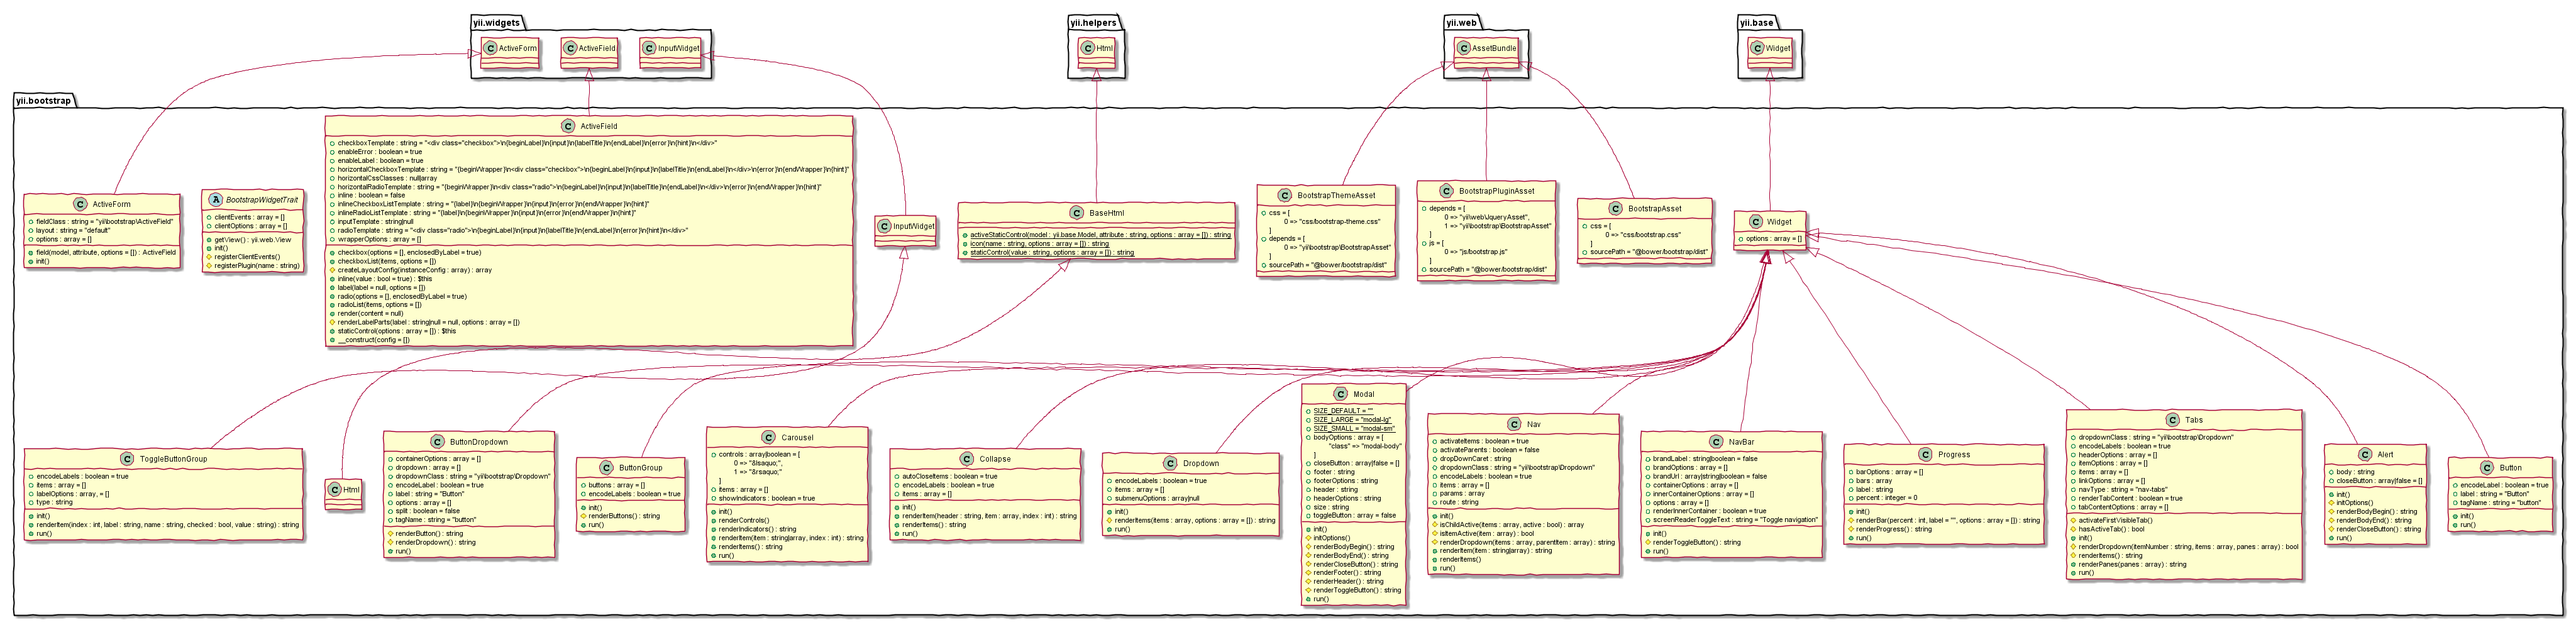 yii.widgets
ActiveForm
ActiveField
InputWidget
yii.helpers
Html
yii.web
AssetBundle
yii.base
Widget
yii.bootstrap
ActiveForm
fieldClass : string = "yii\bootstrap\ActiveField"
layout : string = "default"
options : array = []
field(model, attribute, options = []) : ActiveField
init()
BootstrapWidgetTrait
clientEvents : array = []
clientOptions : array = []
getView() : yii.web.View
init()
registerClientEvents()
registerPlugin(name : string)
ActiveField
checkboxTemplate : string = "<div class="checkbox">\n{beginLabel}\n{input}\n{labelTitle}\n{endLabel}\n{error}\n{hint}\n</div>"
enableError : boolean = true
enableLabel : boolean = true
horizontalCheckboxTemplate : string = "{beginWrapper}\n<div class="checkbox">\n{beginLabel}\n{input}\n{labelTitle}\n{endLabel}\n</div>\n{error}\n{endWrapper}\n{hint}"
horizontalCssClasses : null|array
horizontalRadioTemplate : string = "{beginWrapper}\n<div class="radio">\n{beginLabel}\n{input}\n{labelTitle}\n{endLabel}\n</div>\n{error}\n{endWrapper}\n{hint}"
inline : boolean = false
inlineCheckboxListTemplate : string = "{label}\n{beginWrapper}\n{input}\n{error}\n{endWrapper}\n{hint}"
inlineRadioListTemplate : string = "{label}\n{beginWrapper}\n{input}\n{error}\n{endWrapper}\n{hint}"
inputTemplate : string|null
radioTemplate : string = "<div class="radio">\n{beginLabel}\n{input}\n{labelTitle}\n{endLabel}\n{error}\n{hint}\n</div>"
wrapperOptions : array = []
checkbox(options = [], enclosedByLabel = true)
checkboxList(items, options = [])
createLayoutConfig(instanceConfig : array) : array
inline(value : bool = true) : $this
label(label = null, options = [])
radio(options = [], enclosedByLabel = true)
radioList(items, options = [])
render(content = null)
renderLabelParts(label : string|null = null, options : array = [])
staticControl(options : array = []) : $this
__construct(config = [])
InputWidget
BaseHtml
activeStaticControl(model : yii.base.Model, attribute : string, options : array = []) : string
icon(name : string, options : array = []) : string
staticControl(value : string, options : array = []) : string
BootstrapThemeAsset
css = [
0 => "css/bootstrap-theme.css"
]
depends = [
0 => "yii\bootstrap\BootstrapAsset"
]
sourcePath = "@bower/bootstrap/dist"
BootstrapPluginAsset
depends = [
0 => "yii\web\JqueryAsset",
1 => "yii\bootstrap\BootstrapAsset"
]
js = [
0 => "js/bootstrap.js"
]
sourcePath = "@bower/bootstrap/dist"
BootstrapAsset
css = [
0 => "css/bootstrap.css"
]
sourcePath = "@bower/bootstrap/dist"
Widget
options : array = []
ToggleButtonGroup
encodeLabels : boolean = true
items : array = []
labelOptions : array, = []
type : string
init()
renderItem(index : int, label : string, name : string, checked : bool, value : string) : string
run()
Html
ButtonDropdown
containerOptions : array = []
dropdown : array = []
dropdownClass : string = "yii\bootstrap\Dropdown"
encodeLabel : boolean = true
label : string = "Button"
options : array = []
split : boolean = false
tagName : string = "button"
renderButton() : string
renderDropdown() : string
run()
ButtonGroup
buttons : array = []
encodeLabels : boolean = true
init()
renderButtons() : string
run()
Carousel
controls : array|boolean = [
0 => "&lsaquo;",
1 => "&rsaquo;"
]
items : array = []
showIndicators : boolean = true
init()
renderControls()
renderIndicators() : string
renderItem(item : string|array, index : int) : string
renderItems() : string
run()
Collapse
autoCloseItems : boolean = true
encodeLabels : boolean = true
items : array = []
init()
renderItem(header : string, item : array, index : int) : string
renderItems() : string
run()
Dropdown
encodeLabels : boolean = true
items : array = []
submenuOptions : array|null
init()
renderItems(items : array, options : array = []) : string
run()
Modal
SIZE_DEFAULT = ""
SIZE_LARGE = "modal-lg"
SIZE_SMALL = "modal-sm"
bodyOptions : array = [
"class" => "modal-body"
]
closeButton : array|false = []
footer : string
footerOptions : string
header : string
headerOptions : string
size : string
toggleButton : array = false
init()
initOptions()
renderBodyBegin() : string
renderBodyEnd() : string
renderCloseButton() : string
renderFooter() : string
renderHeader() : string
renderToggleButton() : string
run()
Nav
activateItems : boolean = true
activateParents : boolean = false
dropDownCaret : string
dropdownClass : string = "yii\bootstrap\Dropdown"
encodeLabels : boolean = true
items : array = []
params : array
route : string
init()
isChildActive(items : array, active : bool) : array
isItemActive(item : array) : bool
renderDropdown(items : array, parentItem : array) : string
renderItem(item : string|array) : string
renderItems()
run()
NavBar
brandLabel : string|boolean = false
brandOptions : array = []
brandUrl : array|string|boolean = false
containerOptions : array = []
innerContainerOptions : array = []
options : array = []
renderInnerContainer : boolean = true
screenReaderToggleText : string = "Toggle navigation"
init()
renderToggleButton() : string
run()
Progress
barOptions : array = []
bars : array
label : string
percent : integer = 0
init()
renderBar(percent : int, label = "", options : array = []) : string
renderProgress() : string
run()
Tabs
dropdownClass : string = "yii\bootstrap\Dropdown"
encodeLabels : boolean = true
headerOptions : array = []
itemOptions : array = []
items : array = []
linkOptions : array = []
navType : string = "nav-tabs"
renderTabContent : boolean = true
tabContentOptions : array = []
activateFirstVisibleTab()
hasActiveTab() : bool
init()
renderDropdown(itemNumber : string, items : array, panes : array) : bool
renderItems() : string
renderPanes(panes : array) : string
run()
Alert
body : string
closeButton : array|false = []
init()
initOptions()
renderBodyBegin() : string
renderBodyEnd() : string
renderCloseButton() : string
run()
Button
encodeLabel : boolean = true
label : string = "Button"
tagName : string = "button"
init()
run()